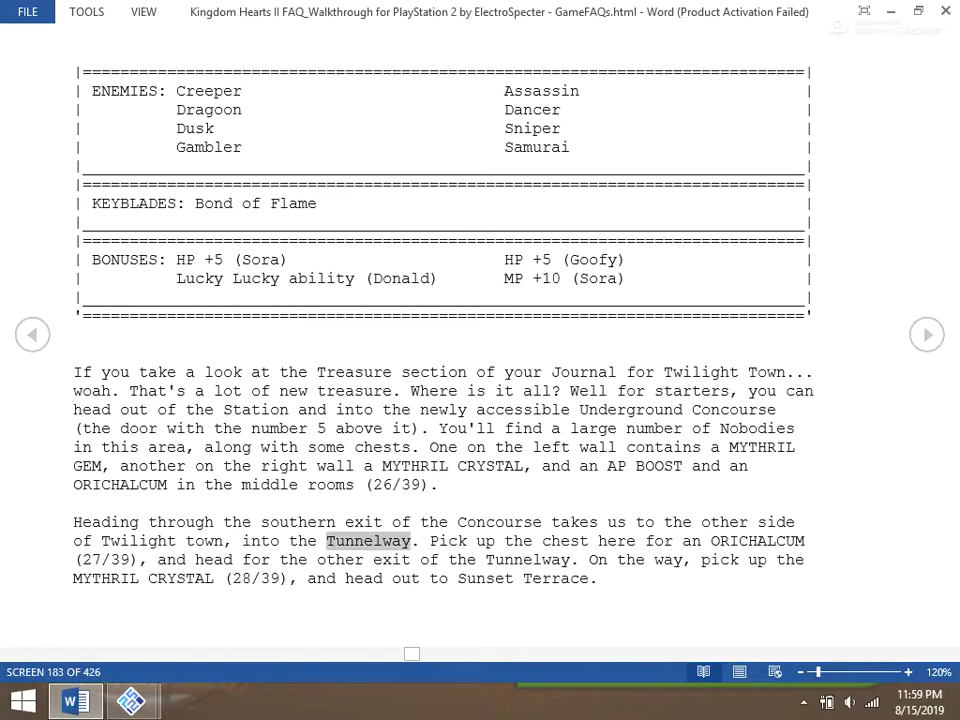 FILE TOOLS VIEW Kingdom Hearts II FAQ_Walkthrough for PlayStation 2 by ElectroSpecter - GameFAQs.html - Word (Product Activation Failed)
|=============================================================================|
| ENEMIES: Creeper Assassin |
| Dragoon Dancer |
| Dusk Sniper |
| Gambler Samurai |
|_____________________________________________________________________________|
|=============================================================================|
| KEYBLADES: Bond of Flame |
|_____________________________________________________________________________|
|=============================================================================|
| BONUSES: HP +5 (Sora) HP +5 (Goofy) |
| Lucky Lucky ability (Donald) MP +10 (Sora) |
|_____________________________________________________________________________|
'============================================================================='
If you take a look at the Treasure section of your Journal for Twilight Town...
woah. That's a lot of new treasure. Where is it all? Well for starters, you can
head out of the Station and into the newly accessible Underground Concourse
(the door with the number 5 above it). You'll find a large number of Nobodies
in this area, along with some chests. One on the left wall contains a MYTHRIL
GEM, another on the right wall a MYTHRIL CRYSTAL, and an AP BOOST and an
ORICHALCUM in the middle rooms (26/39).
Heading through the southern exit of the Concourse takes us to the other side
of Twilight town, into the Tunnelway. Pick up the chest here for an ORICHALCUM
(27/39), and head for the other exit of the Tunnelway. On the way, pick up the
MYTHRIL CRYSTAL (28/39), and head out to Sunset Terrace.
SCREEN 183 OF 426 120%
11:59 PM
8/15/2019